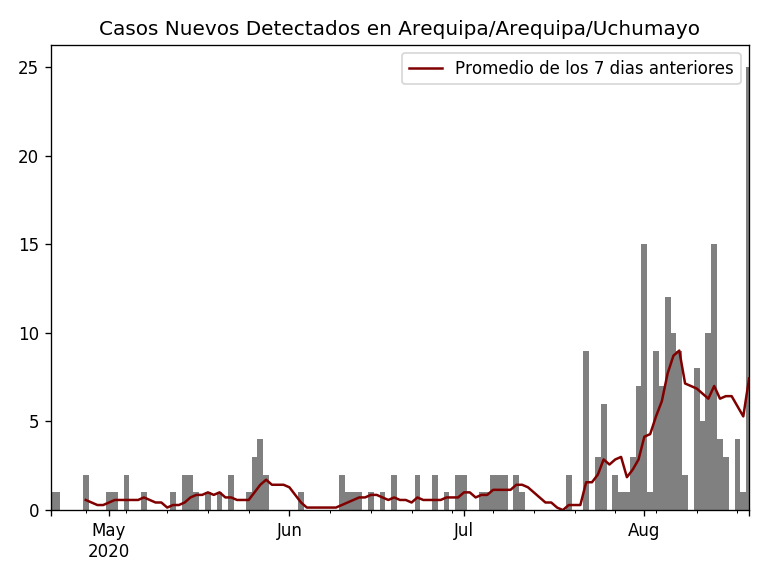 Casos Nuevos Detectados en Arequipa/Arequipa/Uchumayo
Promedio de los 7 dias anteriores
25
20
15
10
5
0
May Jun Jul Aug
2020